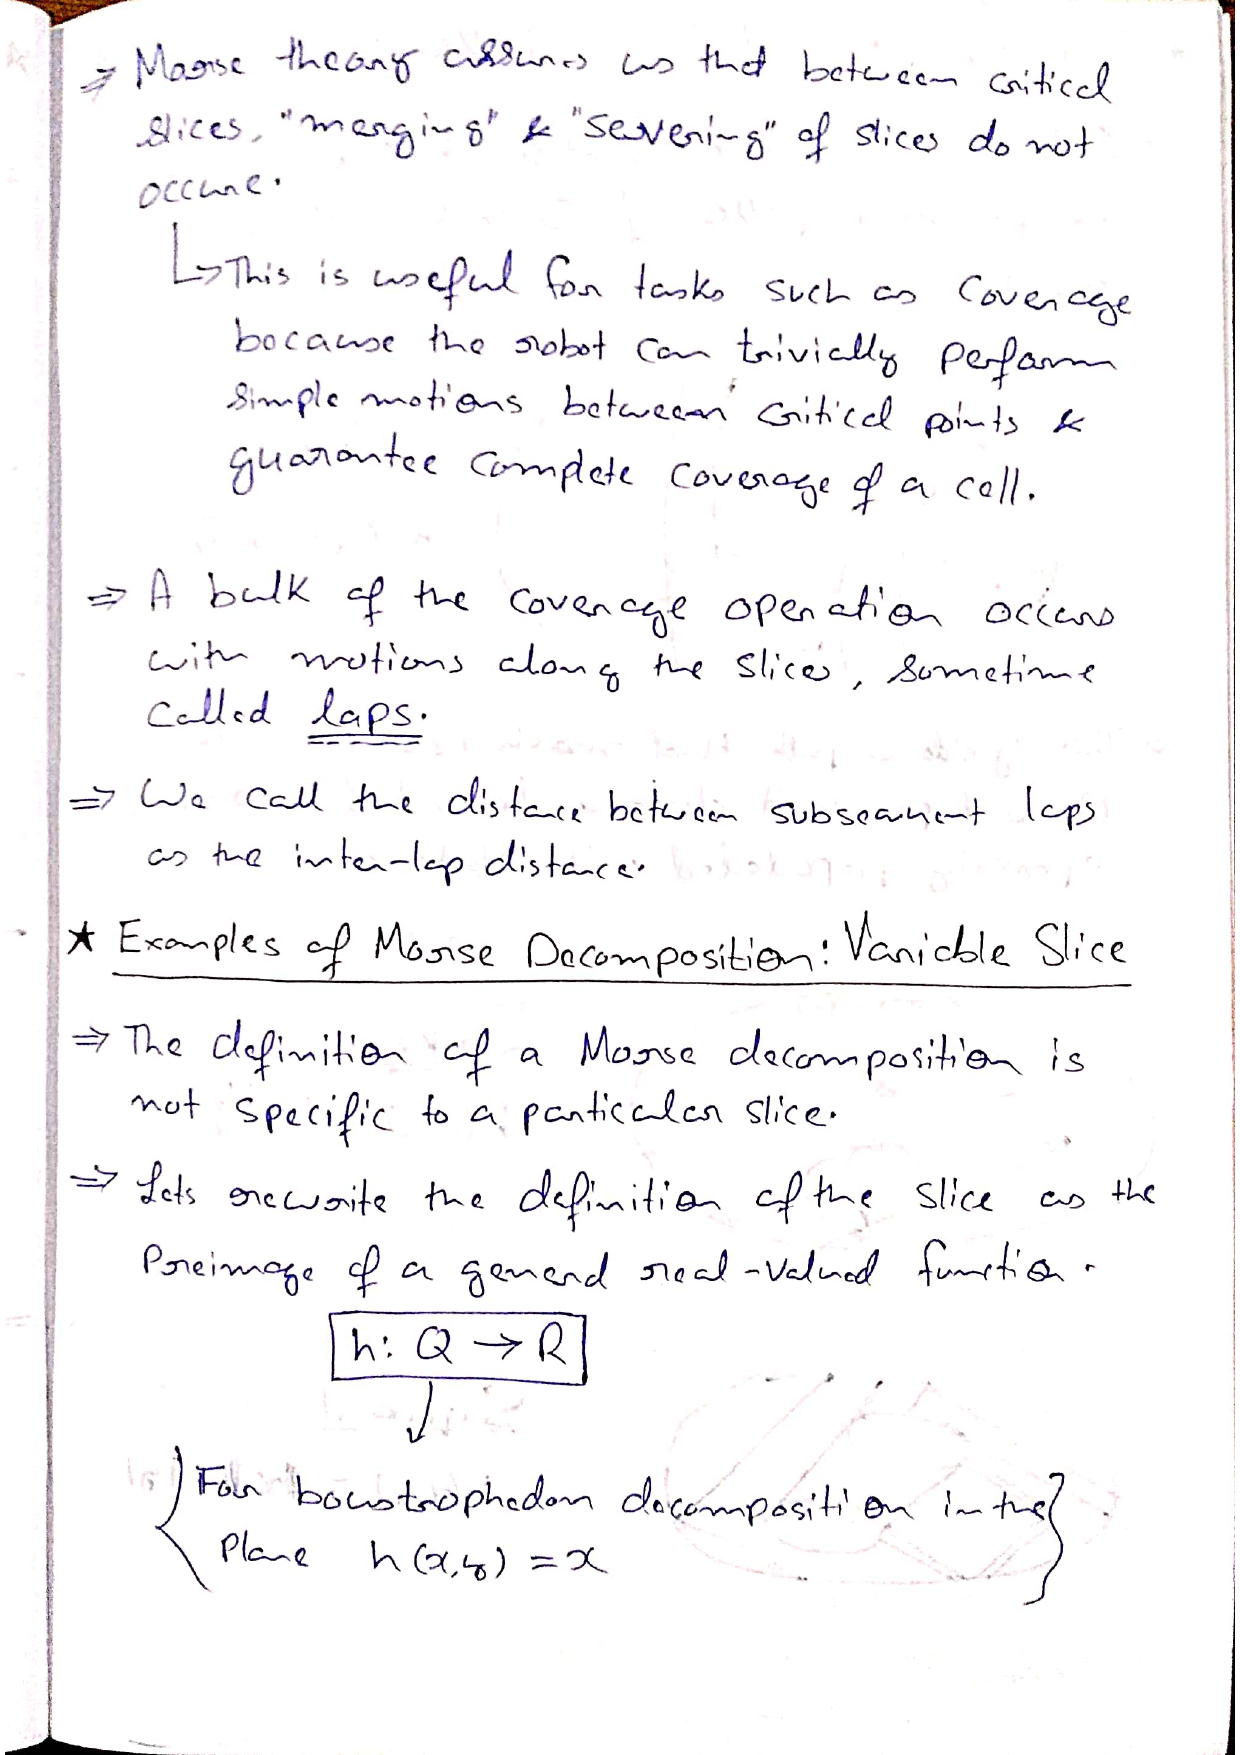 ⇒ Morse theory assures us that between critical
slices, "merging" & "severing" of slices do not
occure.
↳ This is useful for tasks such as Coverage
because the robot can trivially perform
simple motions between critical points &
guarantee complete coverage of a cell.
⇒ A bulk of the coverage operation occurs
with motions along the slices, sometime
called laps.
⇒ We call the distance between subsequent laps
as the inter-lap distance.
★ Examples of Morse Decomposition: Variable Slice
⇒ The definition of a Morse decomposition is
not specific to a particular slice.
⇒ Lets rewrite the definition of the slice as the
Preimage of a general real-valued function.
h: Q → R
↓
{ For boustrophedon decomposition in the
Plane h(x,y) = x }